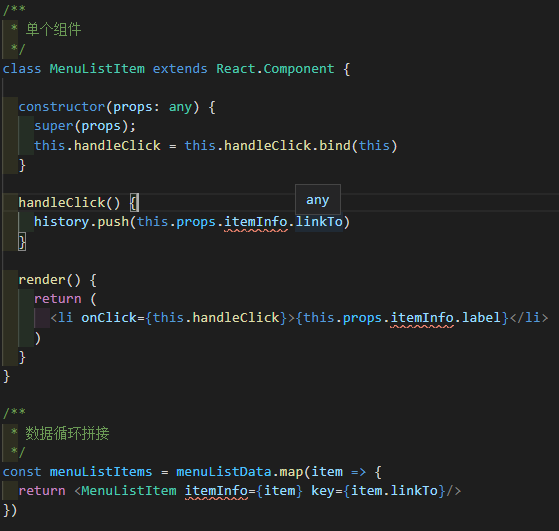 /**
 * 单个组件
 */
class MenuListItem extends React.Component {
  constructor(props: any) {
    super(props);
    this.handleClick = this.handleClick.bind(this)
  }
  handleClick() {
any
    history.push(this.props.itemInfo.linkTo)
  }
  render() {
    return (
      <li onClick={this.handleClick}>{this.props.itemInfo.label}</li>
    )
  }
}
/**
 * 数据循环拼接
 */
const menuListItems = menuListData.map(item => {
  return <MenuListItem itemInfo={item} key={item.linkTo}/>
})